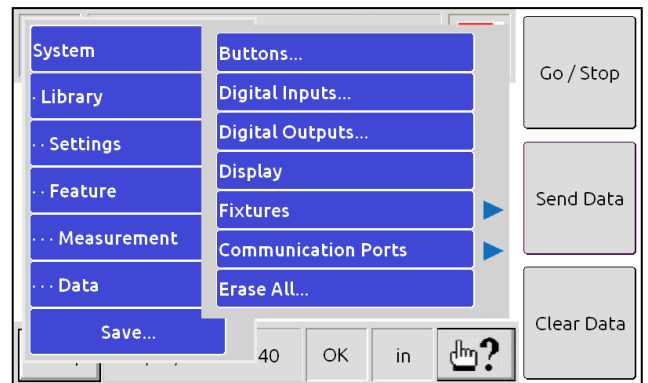 System
· Library
· · Settings
· · Feature
· · · Measurement
· · · Data
Save...
Buttons...
Digital Inputs...
Digital Outputs...
Display
Fixtures
Communication Ports
Erase All...
Go / Stop
Send Data
Clear Data
40
OK
in
?